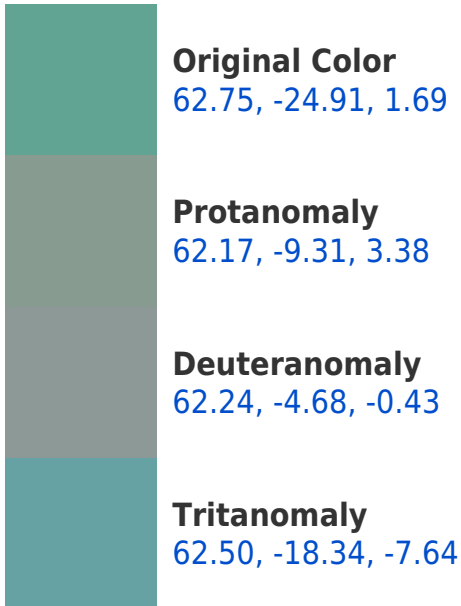 Original Color
62.75, -24.91, 1.69
Protanomaly
62.17, -9.31, 3.38
Deuteranomaly
62.24, -4.68, -0.43
Tritanomaly
62.50, -18.34, -7.64